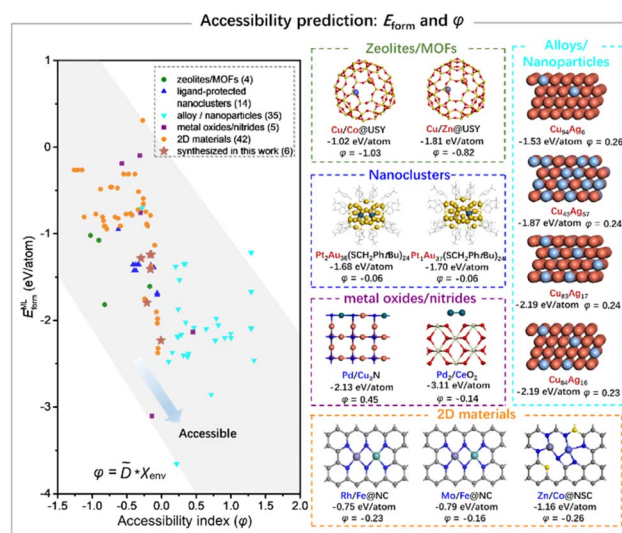 Accessibility prediction: E_form and φ
zeolites/MOFs (4)
ligand-protected
nanoclusters (14)
alloy / nanoparticles (35)
metal oxides/nitrides (5)
2D materials (42)
synthesized in this work (6)
1
0
-1
-2
-3
-4
E^ML_form (eV/atom)
Accessible
φ = D̃*X_env
-1.5 -1.0 -0.5 0.0 0.5 1.0 1.5 2.0
Accessibility index (φ)
Zeolites/MOFs
Cu/Co@USY
-1.02 eV/atom
φ = -1.03
Cu/Zn@USY
-1.81 eV/atom
φ = -0.82
Nanoclusters
Pt₂Au₃₆(SCH₂PhtBu)₂₄
-1.68 eV/atom
φ = -0.06
Pt₁Au₃₇(SCH₂PhtBu)₂₄
-1.70 eV/atom
φ = -0.06
metal oxides/nitrides
Pd/Cu₃N
-2.13 eV/atom
φ = 0.45
Pd₂/CeO₂
-3.11 eV/atom
φ = -0.14
Alloys/
Nanoparticles
Cu₉₄Ag₆
-1.53 eV/atom φ = 0.26
Cu₄₃Ag₅₇
-1.87 eV/atom φ = 0.24
Cu₈₃Ag₁₇
-2.19 eV/atom φ = 0.24
Cu₈₄Ag₁₆
-2.19 eV/atom φ = 0.23
2D materials
Rh/Fe@NC
-0.75 eV/atom
φ = -0.23
Mo/Fe@NC
-0.79 eV/atom
φ = -0.16
Zn/Co@NSC
-1.16 eV/atom
φ = -0.26